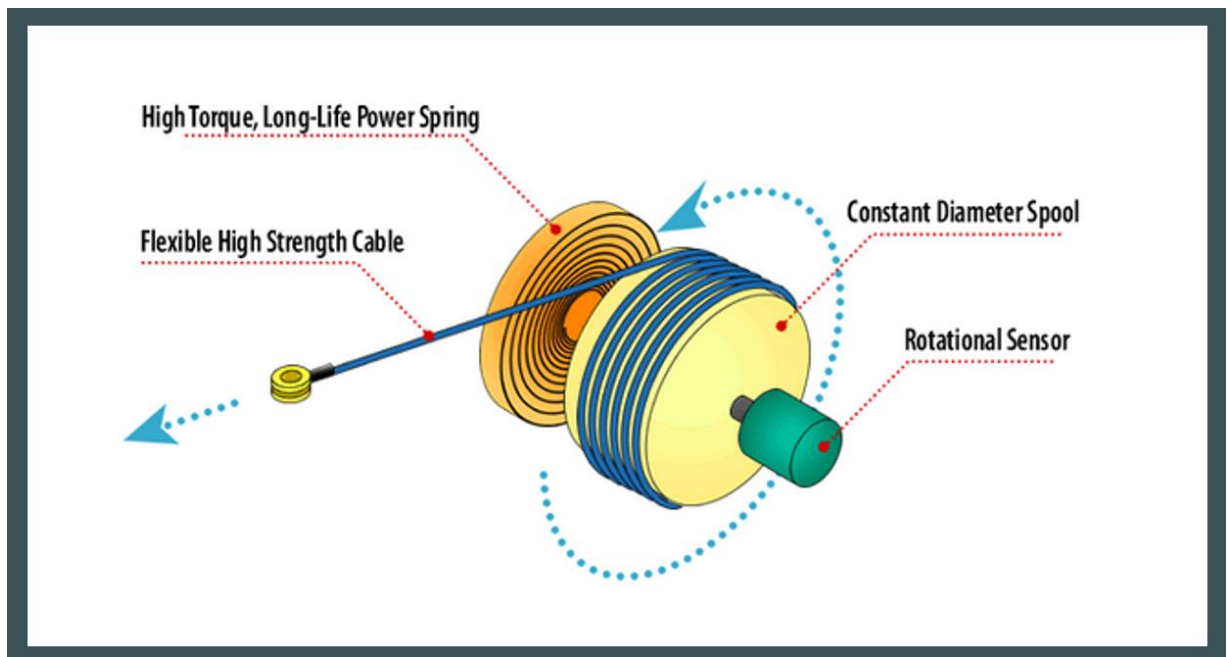 High Torque, Long-Life Power Spring
Flexible High Strength Cable
Constant Diameter Spool
Rotational Sensor